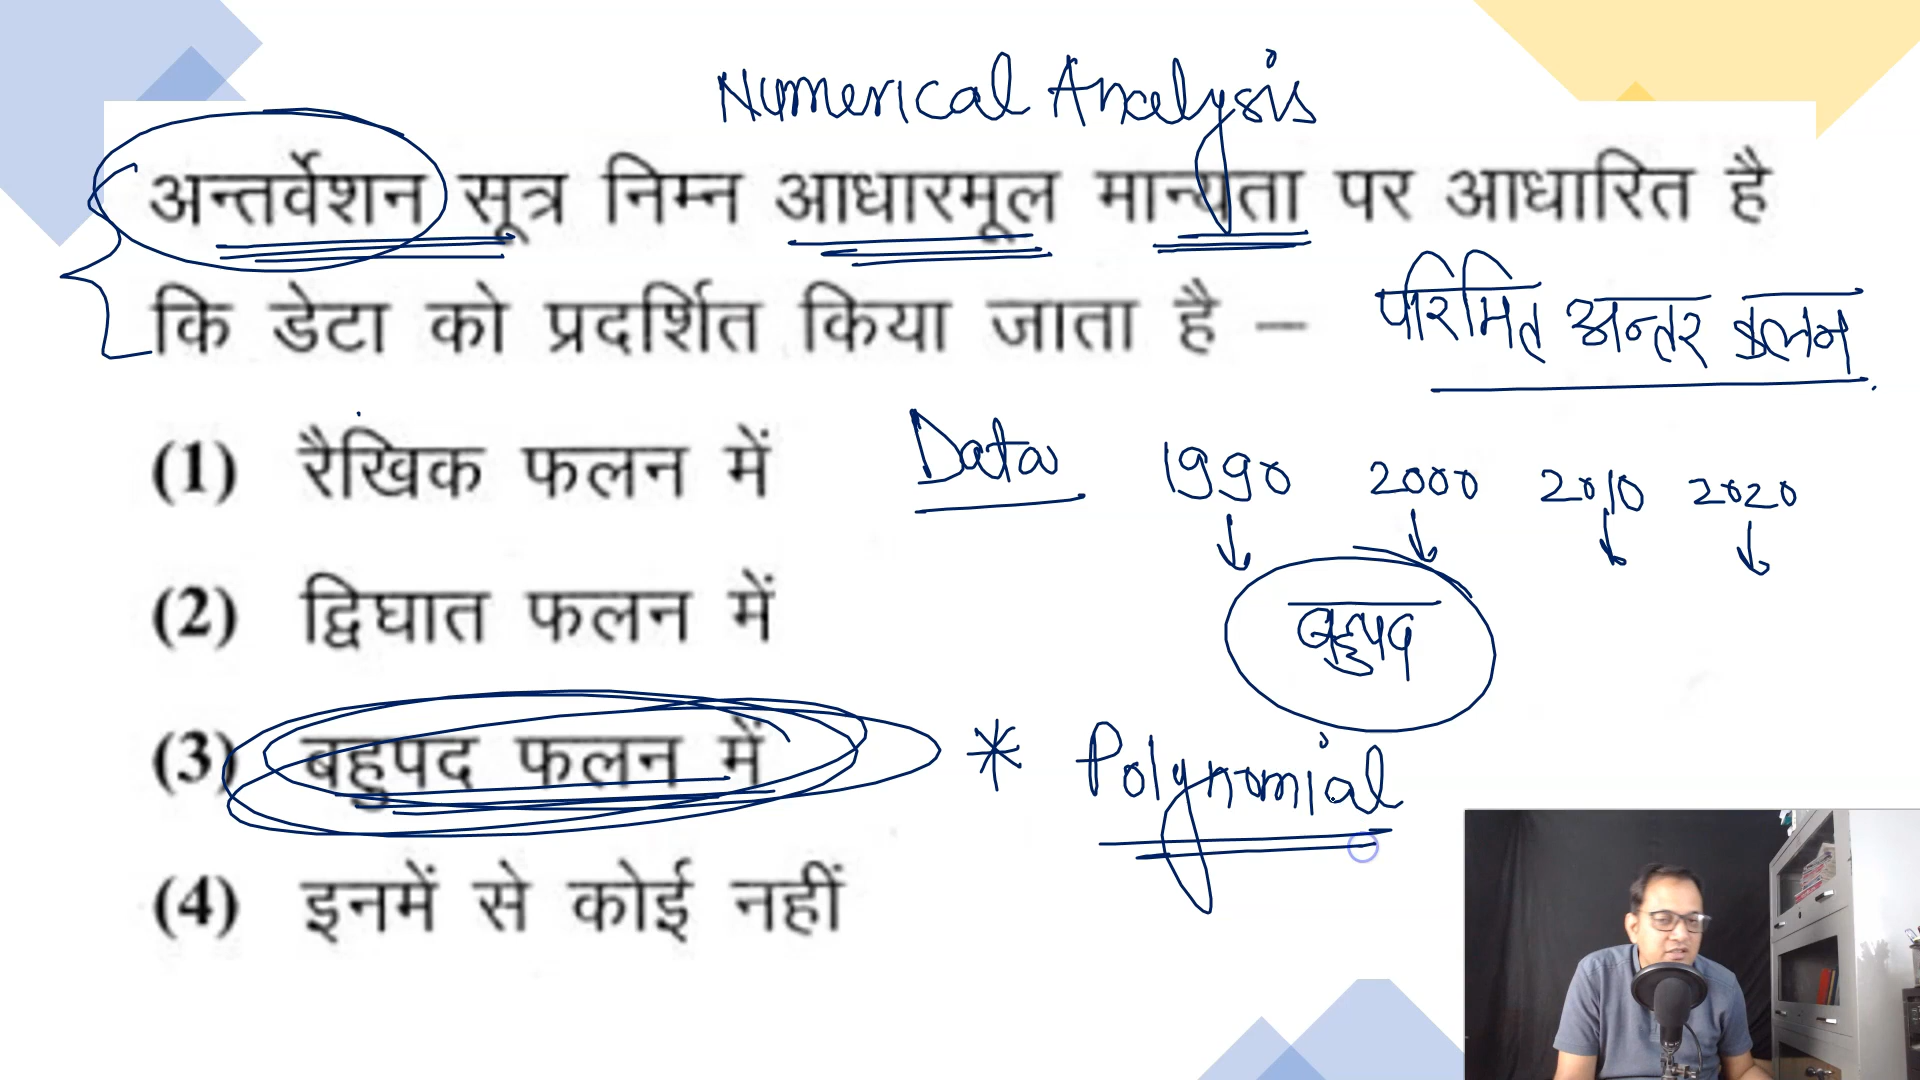 Numerical Analysis
अन्तर्वेशन सूत्र निम्न आधारमूल मान्यता पर आधारित है
कि डेटा को प्रदर्शित किया जाता है –
परिमित अन्तर कलन
(1) रैखिक फलन में
Data 1990 2000 2010 2020
(2) द्विघात फलन में
बहुपद
(3) बहुपद फलन में * Polynomial
(4) इनमें से कोई नहीं